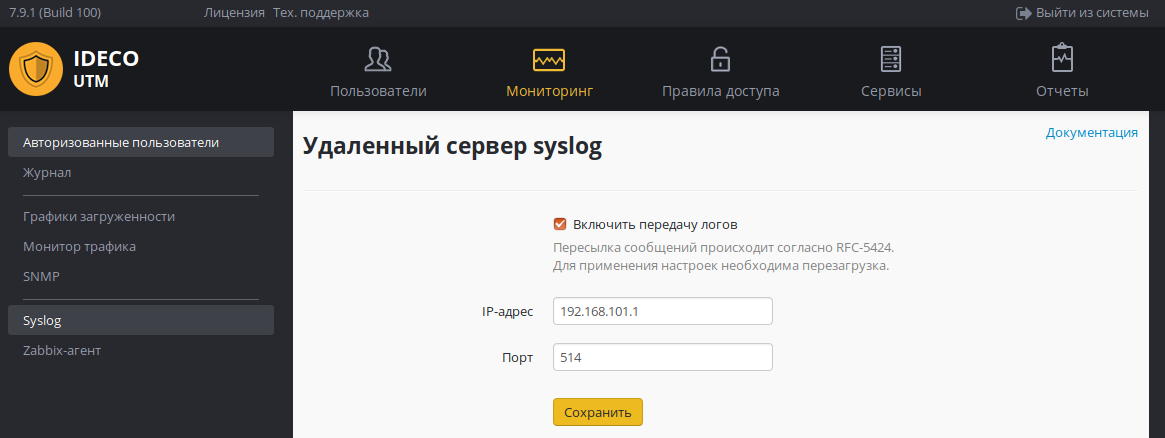 7.9.1 (Build 100)
Лицензия
Тех. поддержка
Выйти из системы
IDECO
UTM
Пользователи
Мониторинг
Правила доступа
Сервисы
Отчеты
Авторизованные пользователи
Журнал
Графики загруженности
Монитор трафика
SNMP
Syslog
Zabbix-агент
Удаленный сервер syslog
Документация
Включить передачу логов
Пересылка сообщений происходит согласно RFC-5424.
Для применения настроек необходима перезагрузка.
IP-адрес
192.168.101.1
Порт
514
Сохранить